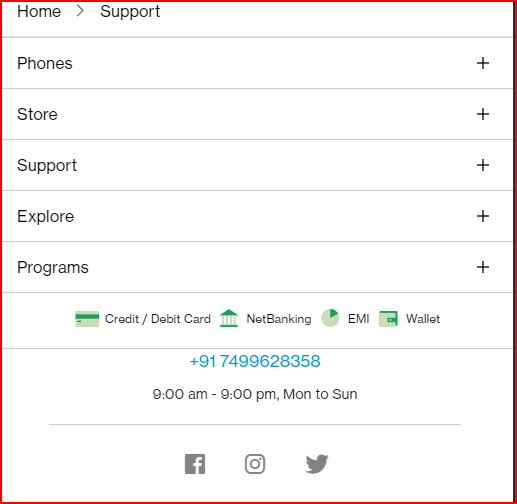 Home > Support
Phones +
Store +
Support +
Explore +
Programs +
Credit / Debit Card NetBanking EMI Wallet
+91 7499628358
9:00 am - 9:00 pm, Mon to Sun